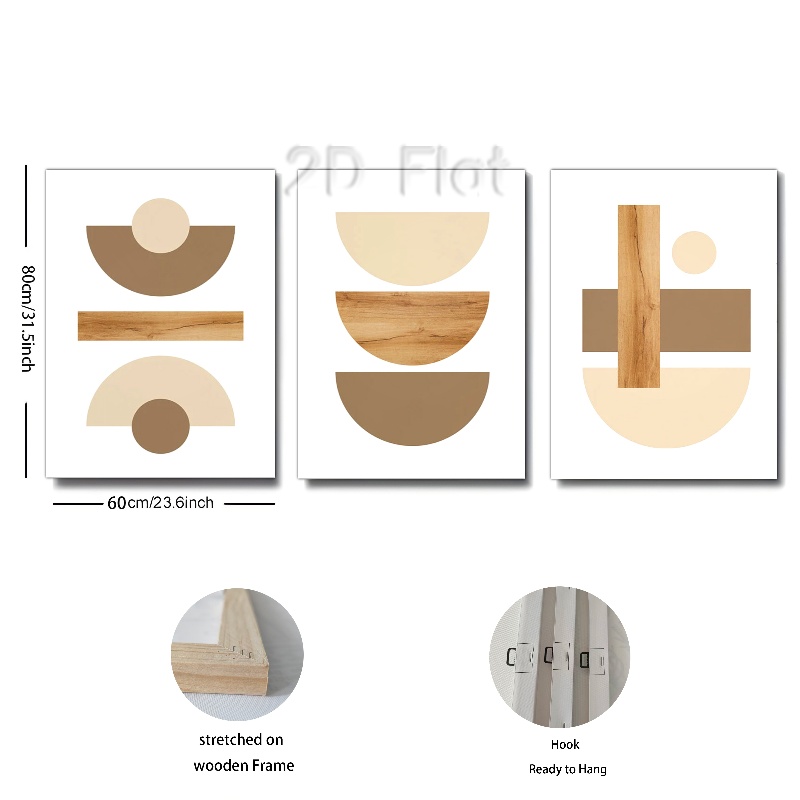 2D Flat
80cm/31.5inch
60cm/23.6inch
stretched on
wooden Frame
Hook
Ready to Hang